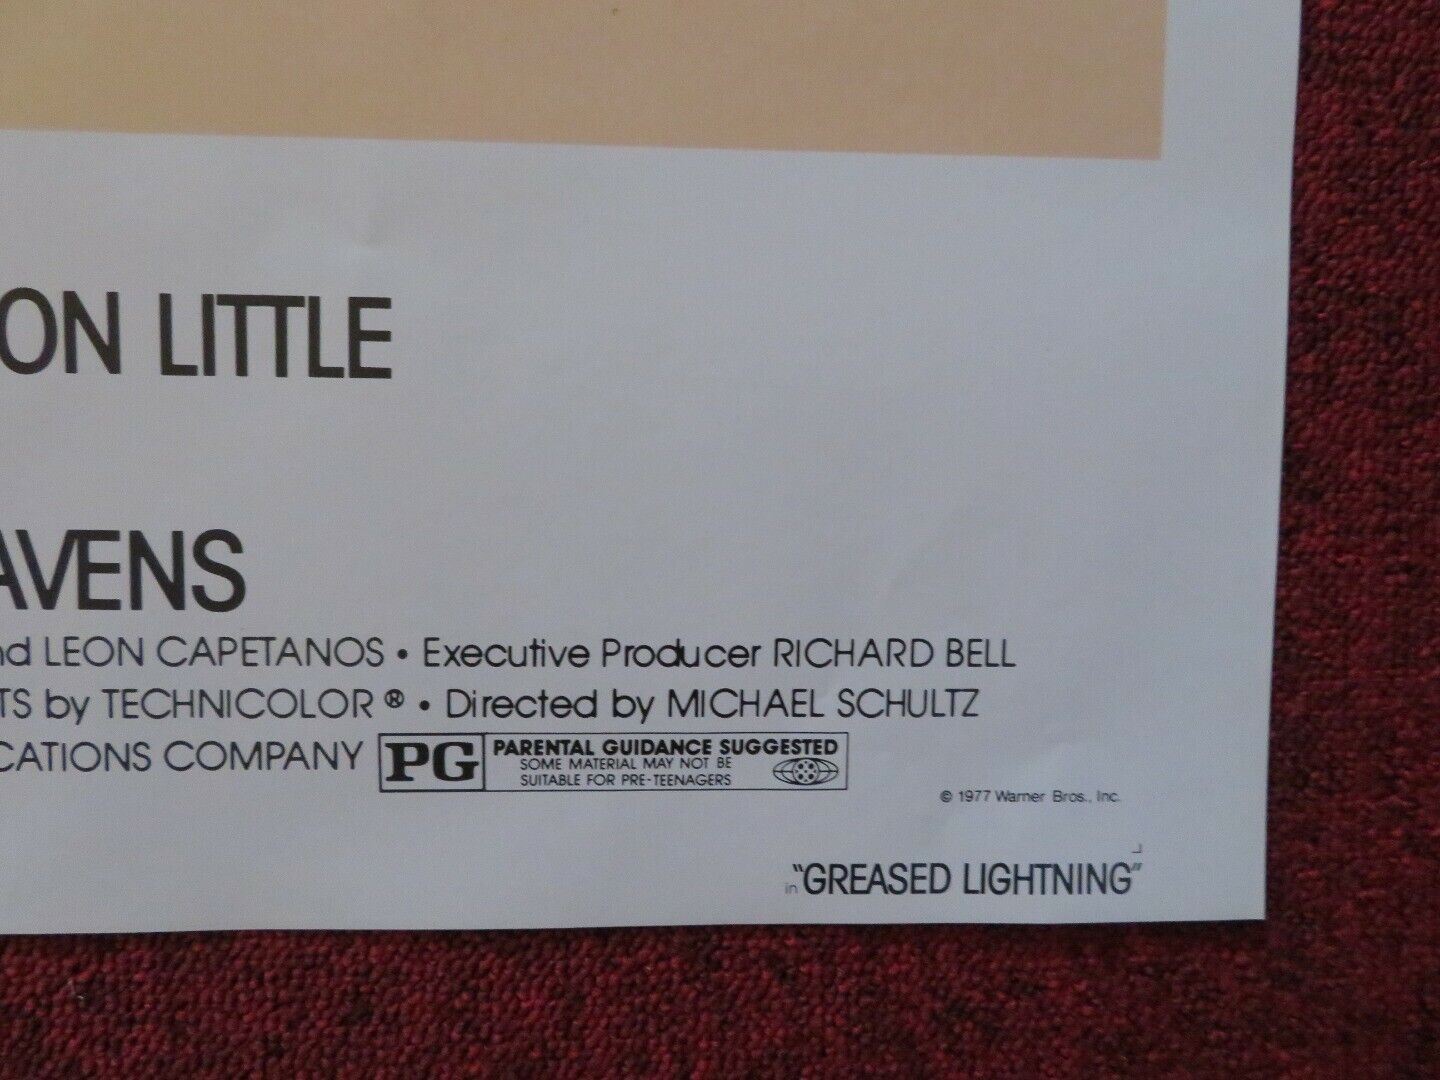 ON LITTLE
AVENS
nd LEON CAPETANOS • Executive Producer RICHARD BELL
TS by TECHNICOLOR® • Directed by MICHAEL SCHULTZ
CATIONS COMPANY PG PARENTAL GUIDANCE SUGGESTED
SOME MATERIAL MAY NOT BE
SUITABLE FOR PRE-TEENAGERS
© 1977 Warner Bros., Inc.
in "GREASED LIGHTNING"